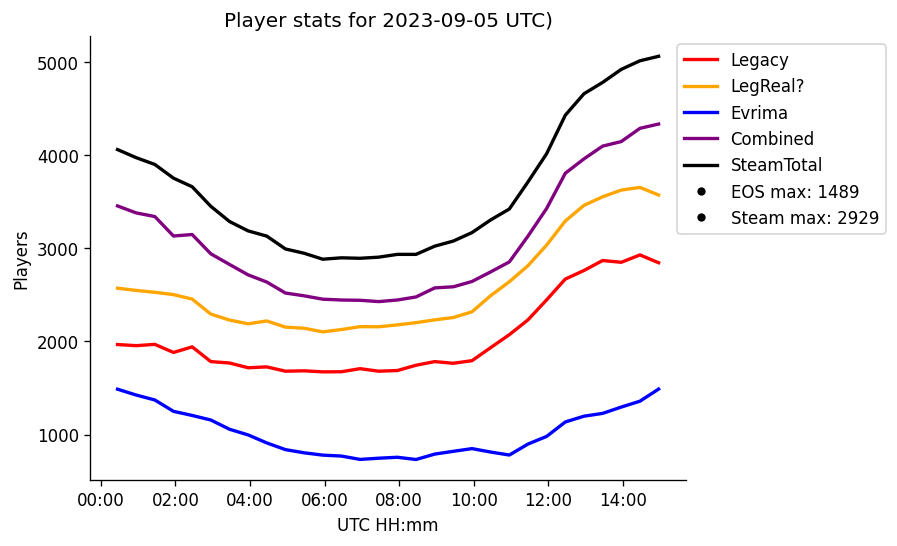 Player stats for 2023-09-05 UTC)
5000
4000
3000
2000
1000
Players
00:00 02:00 04:00 06:00 08:00 10:00 12:00 14:00
UTC HH:mm
Legacy
LegReal?
Evrima
Combined
SteamTotal
EOS max: 1489
Steam max: 2929